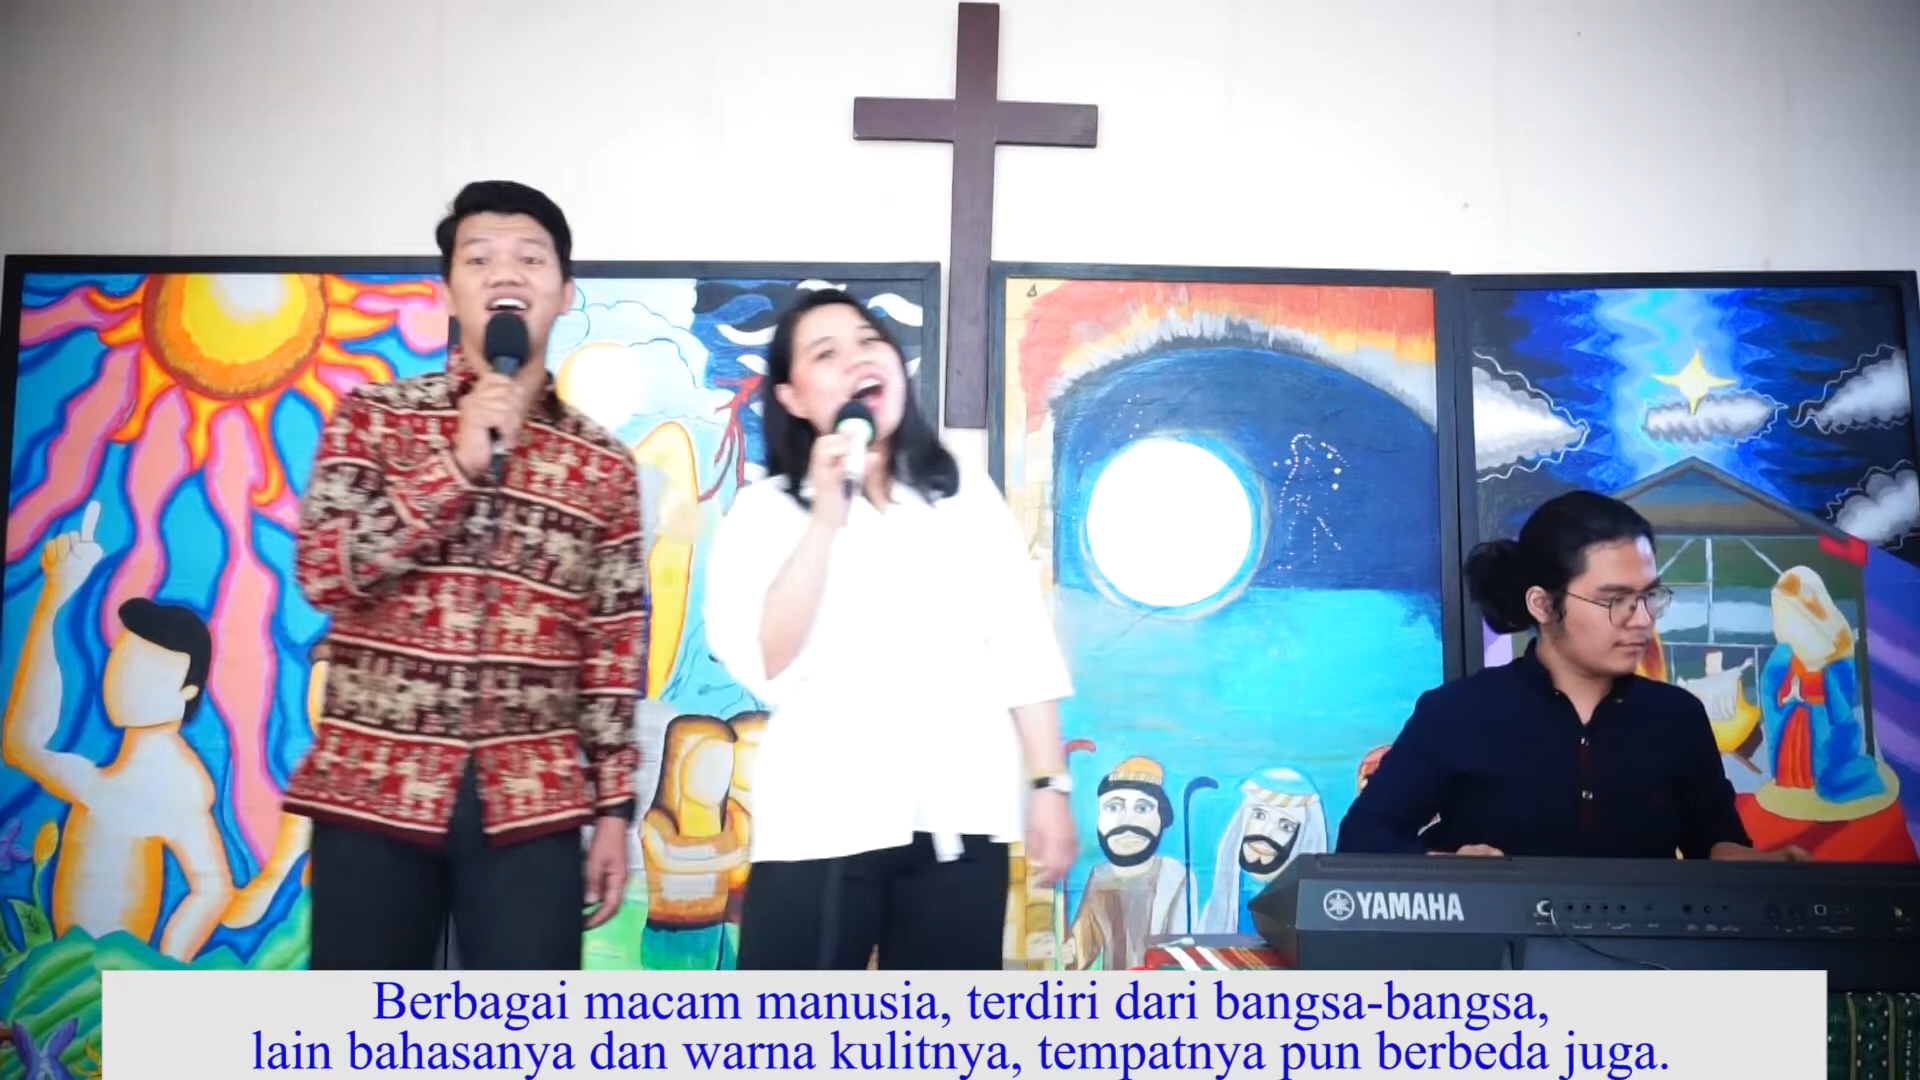 YAMAHA
Berbagai macam manusia, terdiri dari bangsa-bangsa,
lain bahasanya dan warna kulitnya, tempatnya pun berbeda juga.